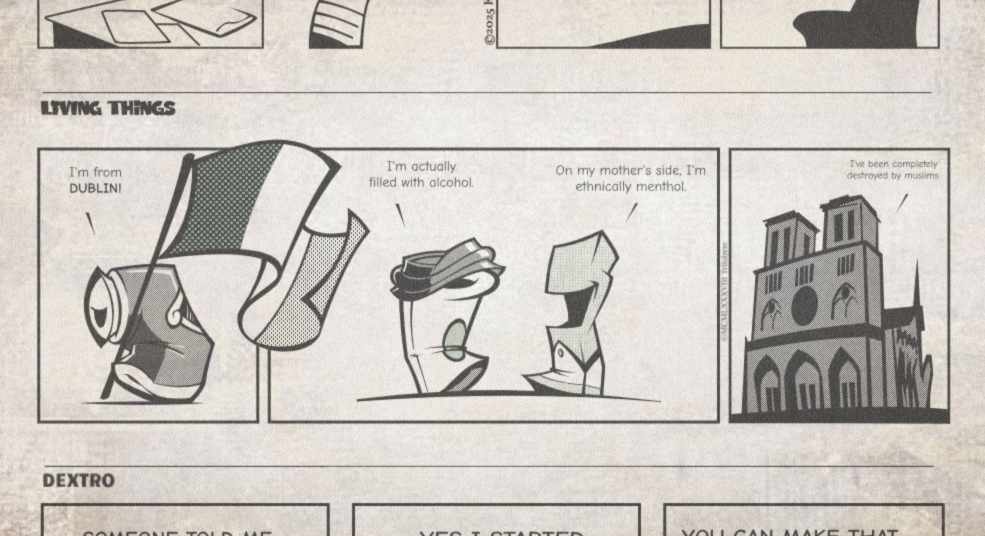 ©2025
LIVING THINGS
I'm from
DUBLIN!
I'm actually
filled with alcohol.
On my mother's side, I'm
ethnically menthol.
I've been completely
destroyed by muslims
DEXTRO
SOMEONE TOLD ME
YES I STARTED
YOU CAN MAKE THAT